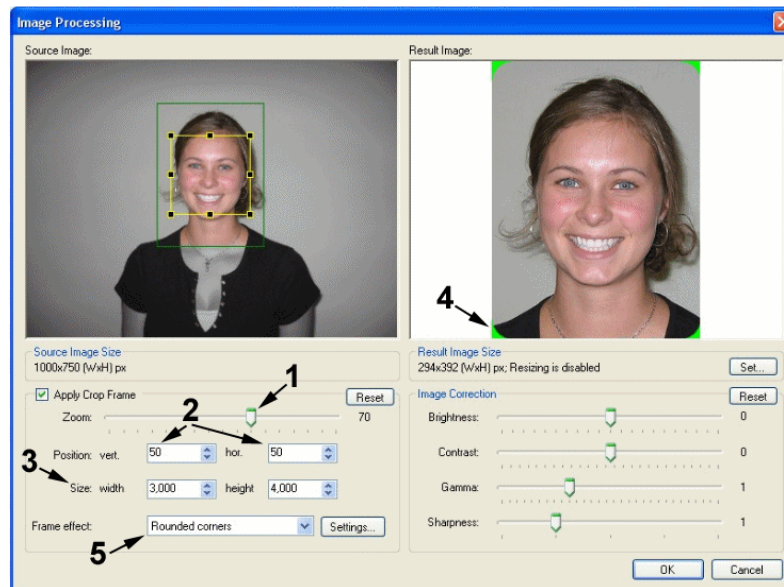 Image Processing
Source Image:
Result Image:
4
Source Image Size
1000x750 (WxH) px
Result Image Size
294x392 (WxH) px; Resizing is disabled
Set...
1
Apply Crop Frame
Reset
Zoom:
70
2
Position: vert. 50 hor. 50
3
Size: width 3,000 height 4,000
Frame effect: Rounded corners Settings...
5
Image Correction
Reset
Brightness: 0
Contrast: 0
Gamma: 1
Sharpness: 1
OK Cancel